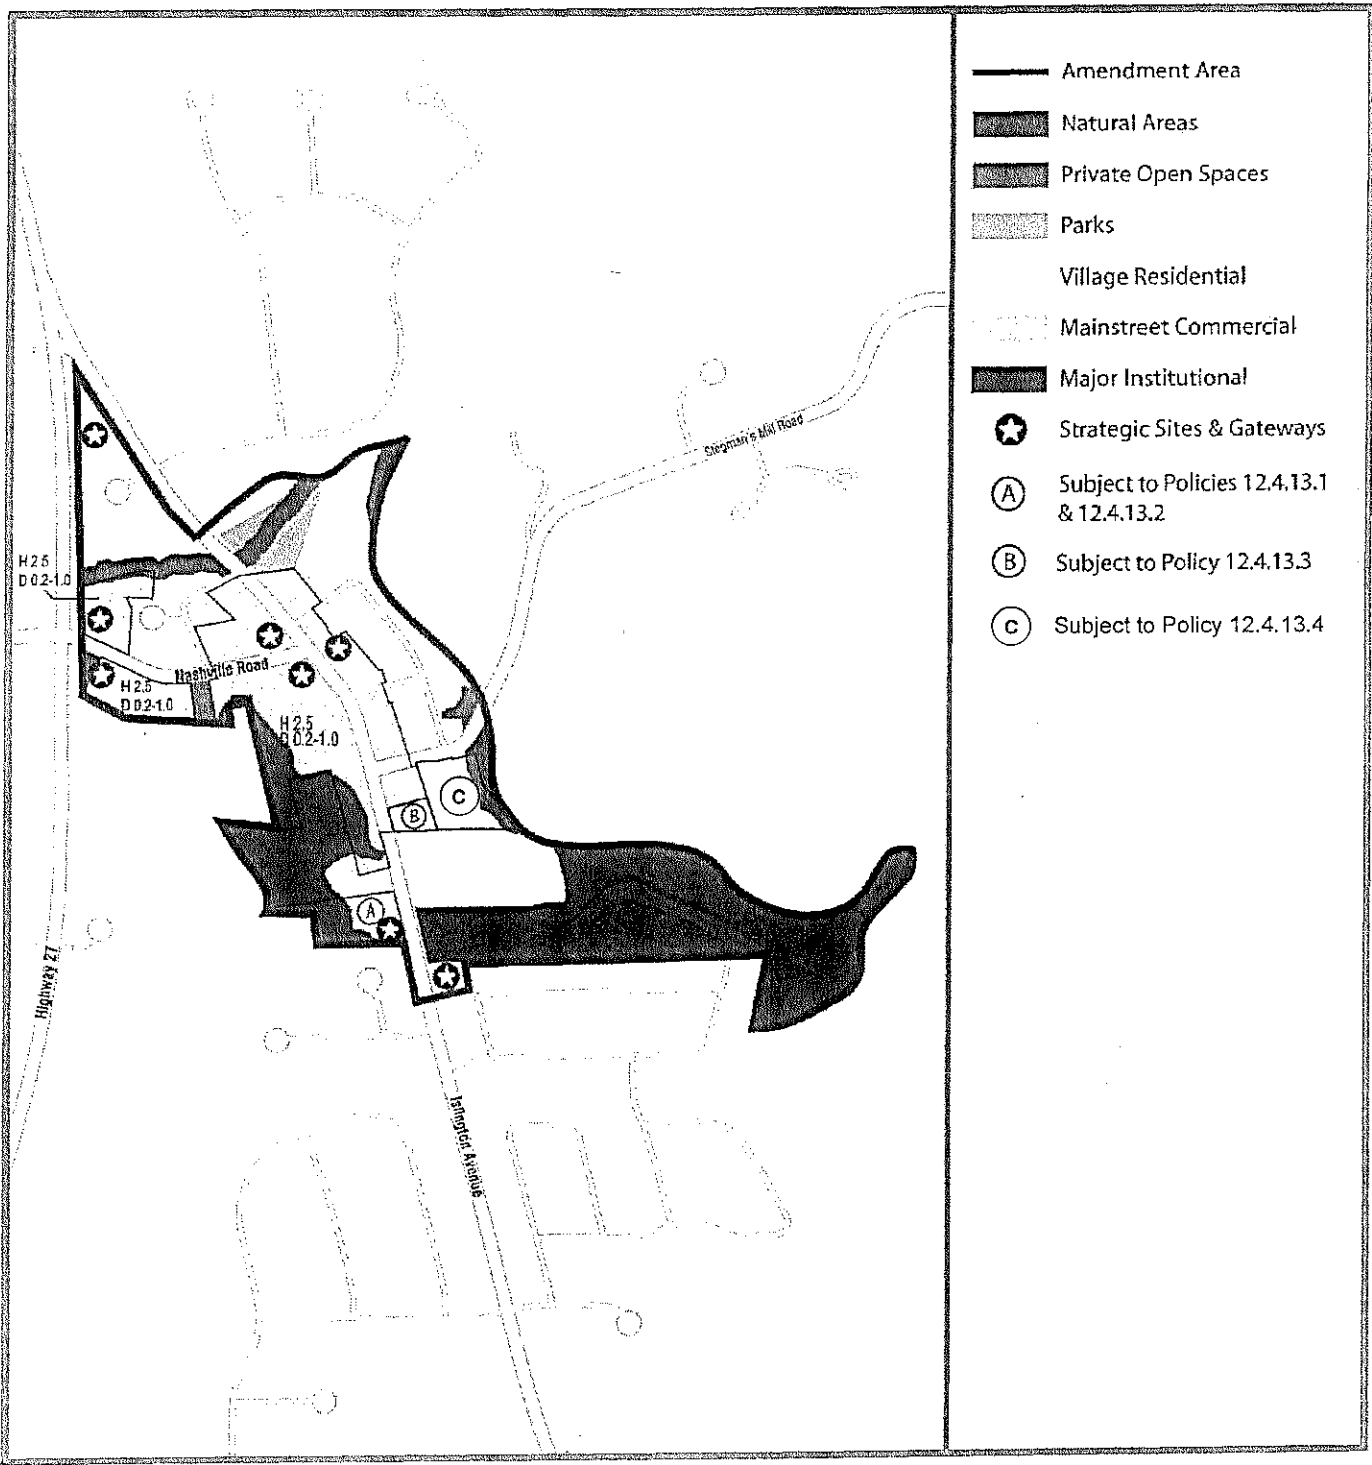 Amendment Area
Natural Areas
Private Open Spaces
Parks
Village Residential
Mainstreet Commercial
Major Institutional
Strategic Sites & Gateways
A
Subject to Policies 12.4.13.1
& 12.4.13.2
B
Subject to Policy 12.4.13.3
C
Subject to Policy 12.4.13.4
Stegman's Mill Road
H 2.5
D 0.2-1.0
Nashville Road
H 2.5
D 0.2-1.0
H 2.5
D 0.2-1.0
C
B
A
Highway 27
Islington Avenue